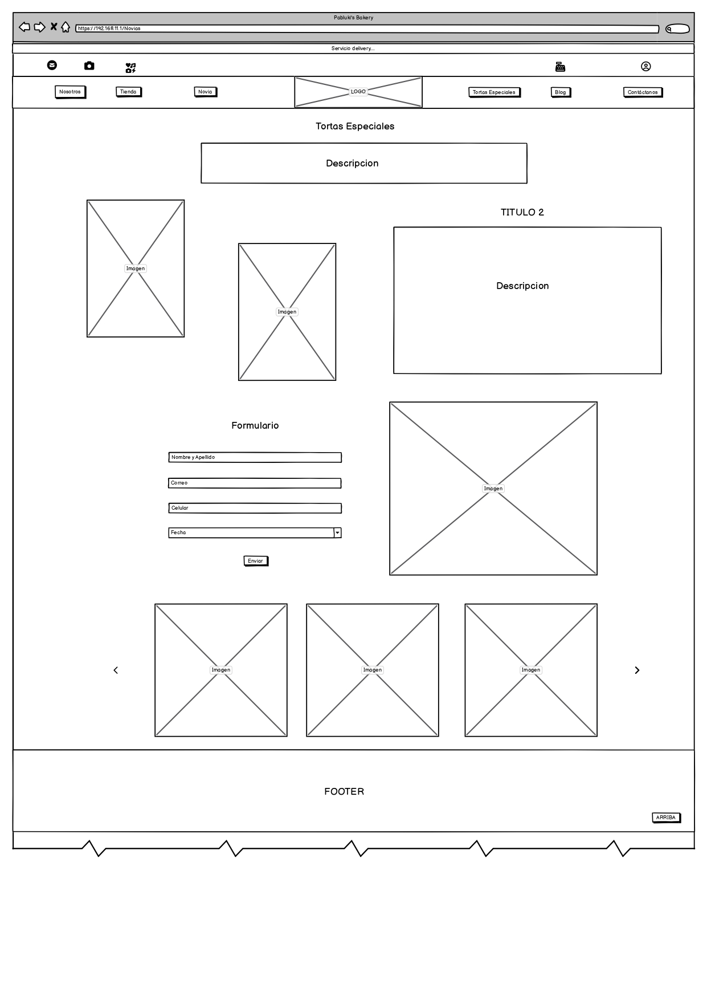 Pabluki's Bakery
https://192.168.11.1/Novias
Servicio delivery...
Nosotros
Tienda
Novia
LOGO
Tortas Especiales
Blog
Contáctanos
Tortas Especiales
Descripcion
Imagen
Imagen
TITULO 2
Descripcion
Formulario
Nombre y Apellido
Correo
Celular
Fecha
Enviar
Imagen
Imagen
Imagen
Imagen
FOOTER
ARRIBA